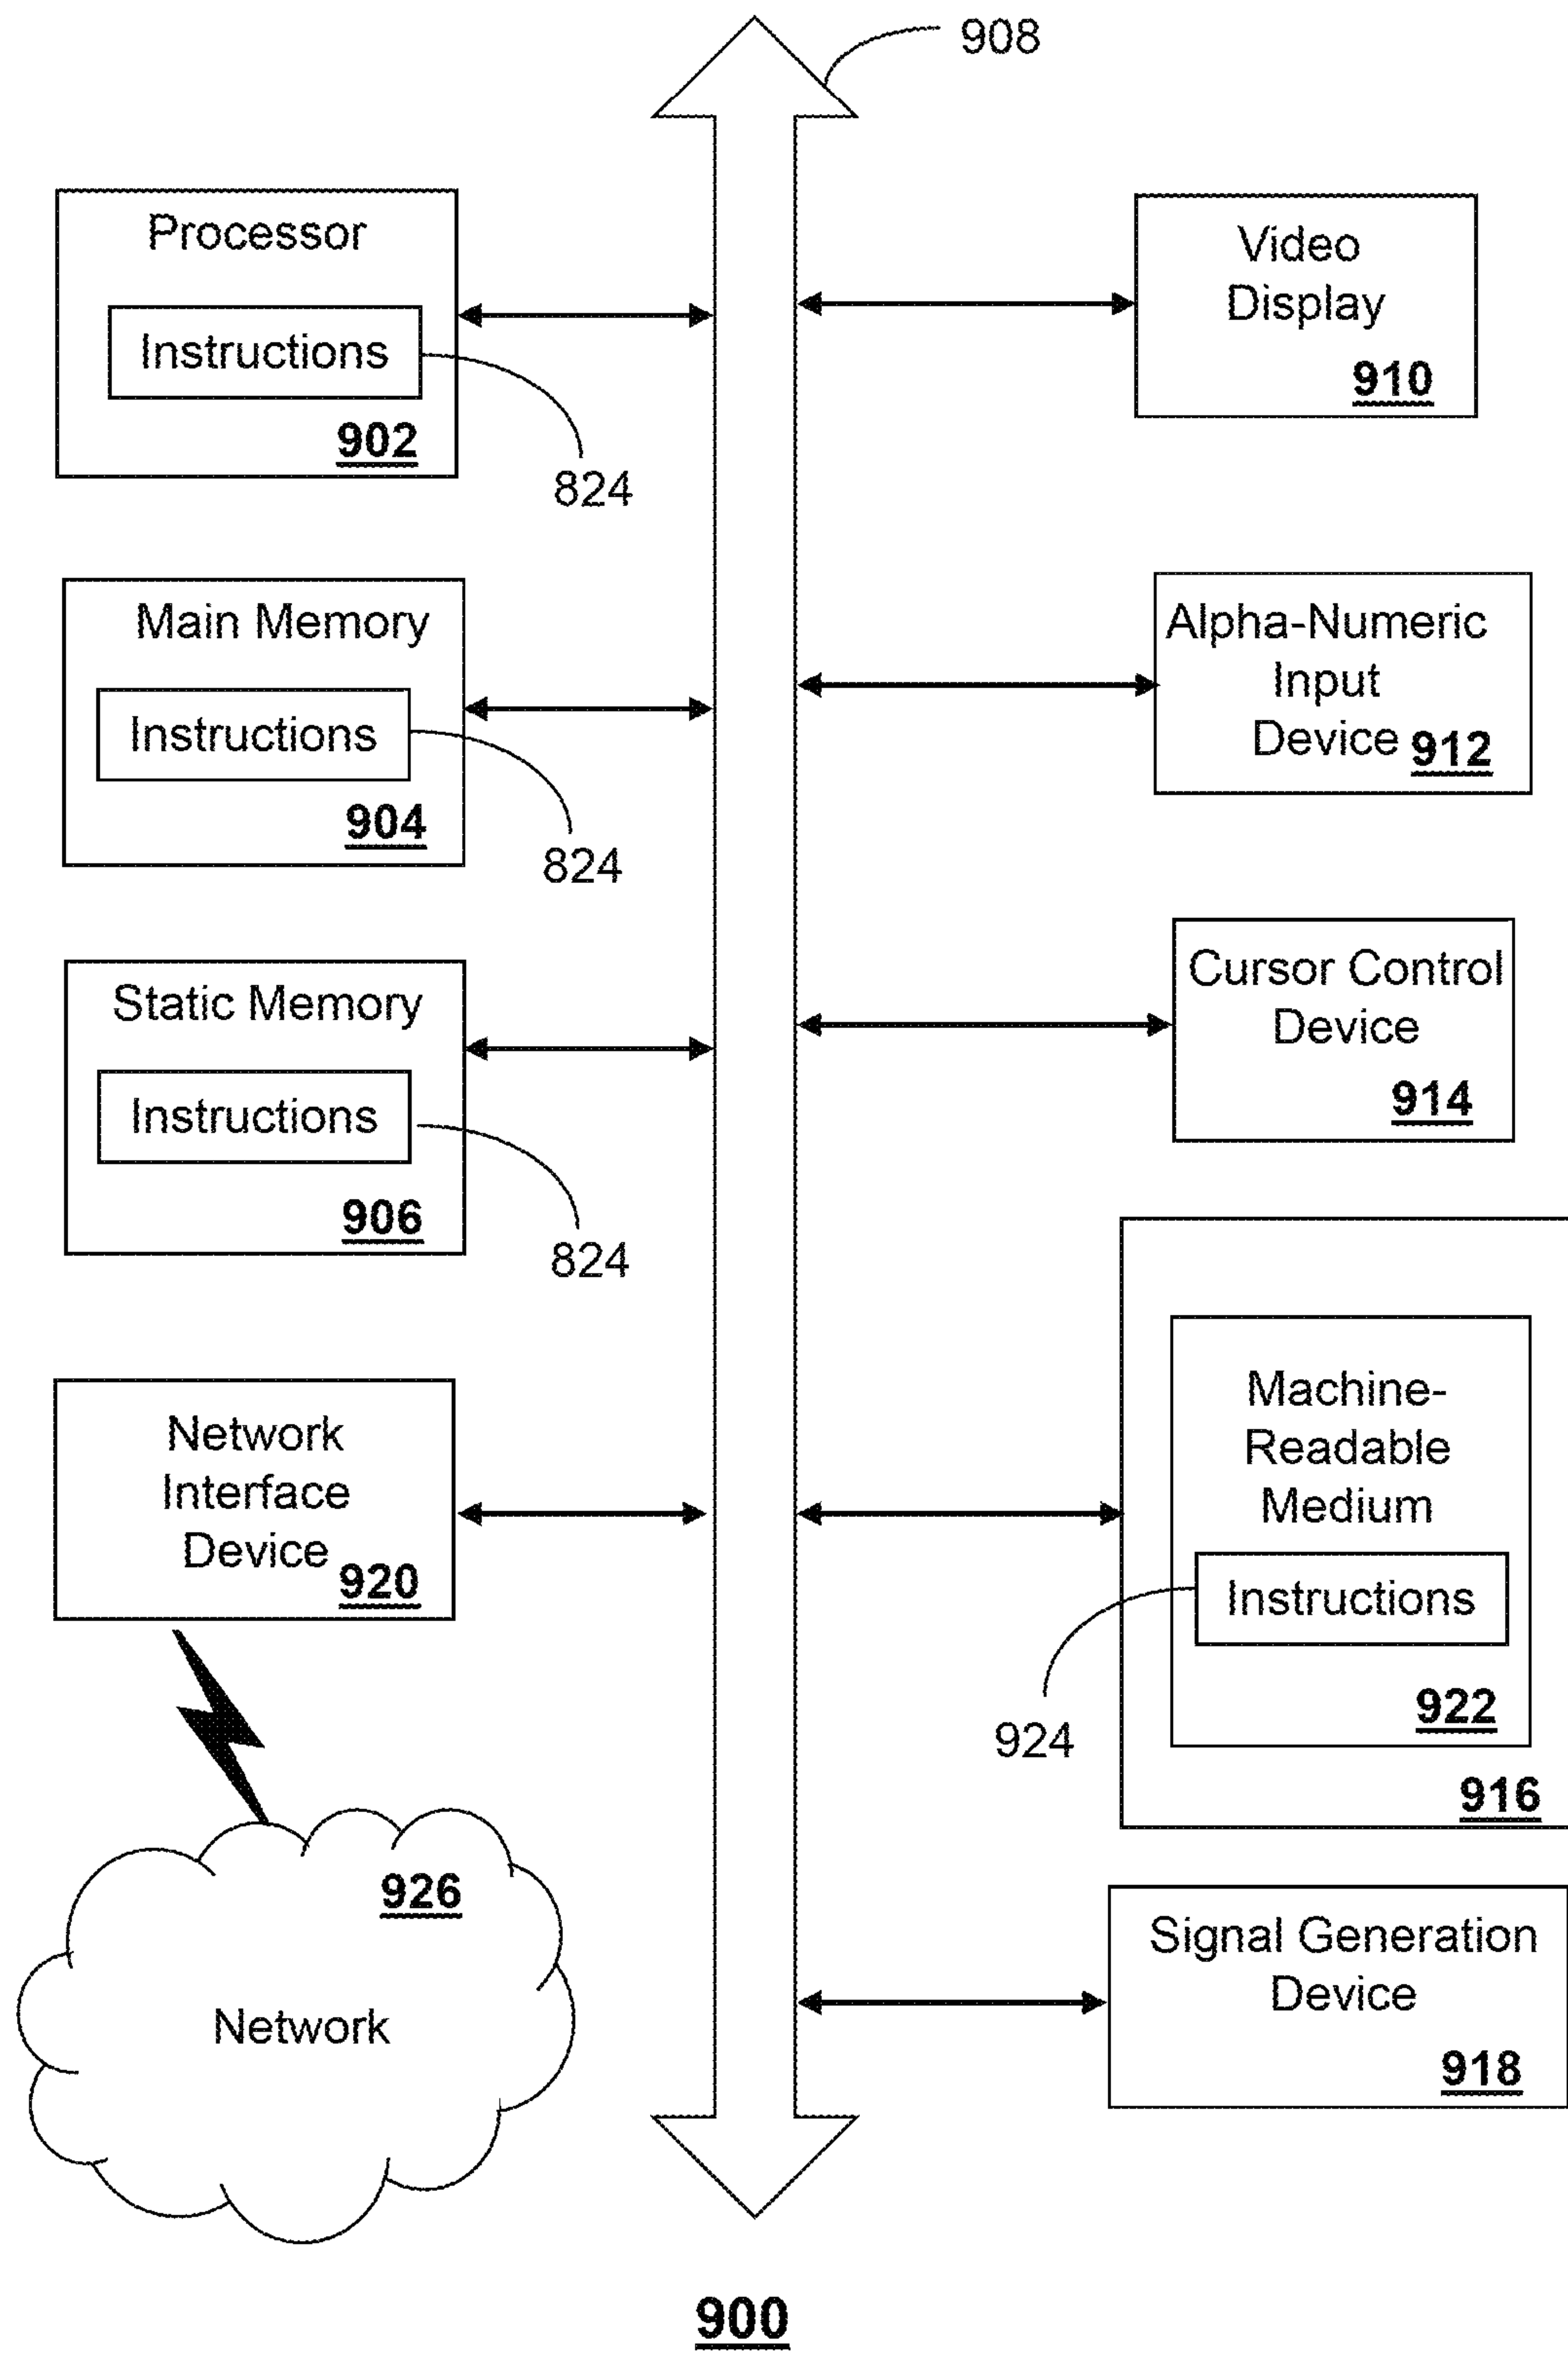 908
Processor
Instructions
902
824
Main Memory
Instructions
904
824
Static Memory
Instructions
906
824
Network
Interface
Device
920
926
Network
Video
Display
910
Alpha-Numeric
Input
Device 912
Cursor Control
Device
914
Machine-
Readable
Medium
Instructions
924
922
916
Signal Generation
Device
918
900